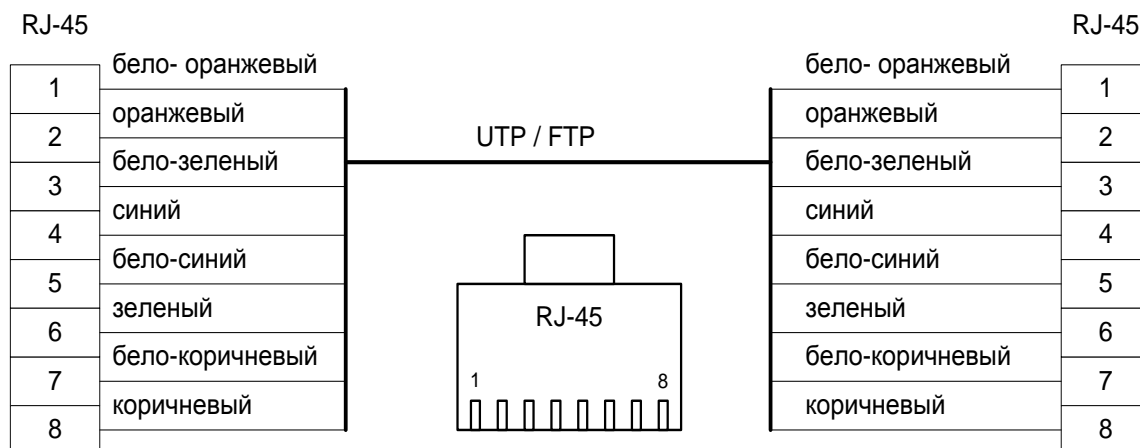 RJ-45
RJ-45
бело- оранжевый
бело- оранжевый
1
1
оранжевый
оранжевый
2
UTP / FTP
2
бело-зеленый
бело-зеленый
3
3
синий
синий
4
4
бело-синий
бело-синий
5
5
зеленый
RJ-45
зеленый
6
6
бело-коричневый
бело-коричневый
7
1
8
7
коричневый
коричневый
8
8